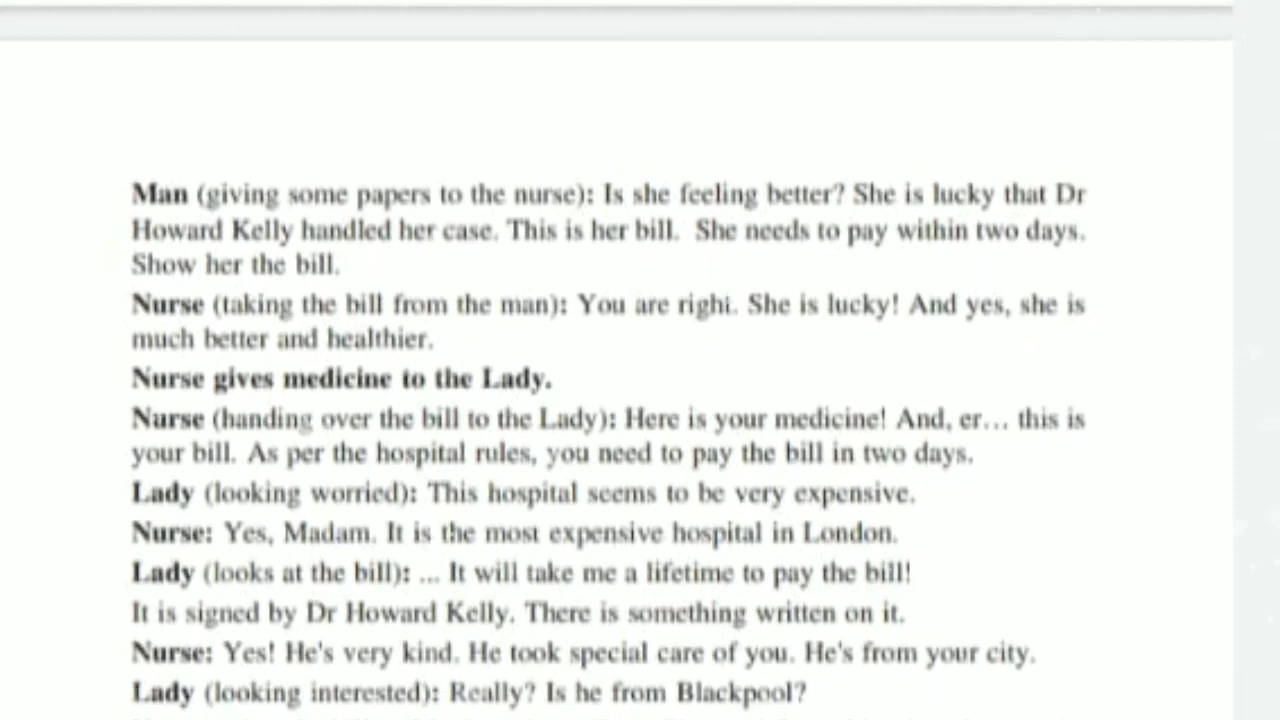 Man (giving some papers to the nurse): Is she feeling better? She is lucky that Dr
Howard Kelly handled her case. This is her bill. She needs to pay within two days.
Show her the bill.
Nurse (taking the bill from the man): You are right. She is lucky! And yes, she is
much better and healthier.
Nurse gives medicine to the Lady.
Nurse (handing over the bill to the Lady): Here is your medicine! And, er... this is
your bill. As per the hospital rules, you need to pay the bill in two days.
Lady (looking worried): This hospital seems to be very expensive.
Nurse: Yes, Madam. It is the most expensive hospital in London.
Lady (looks at the bill): ... It will take me a lifetime to pay the bill!
It is signed by Dr Howard Kelly. There is something written on it.
Nurse: Yes! He's very kind. He took special care of you. He's from your city.
Lady (looking interested): Really? Is he from Blackpool?